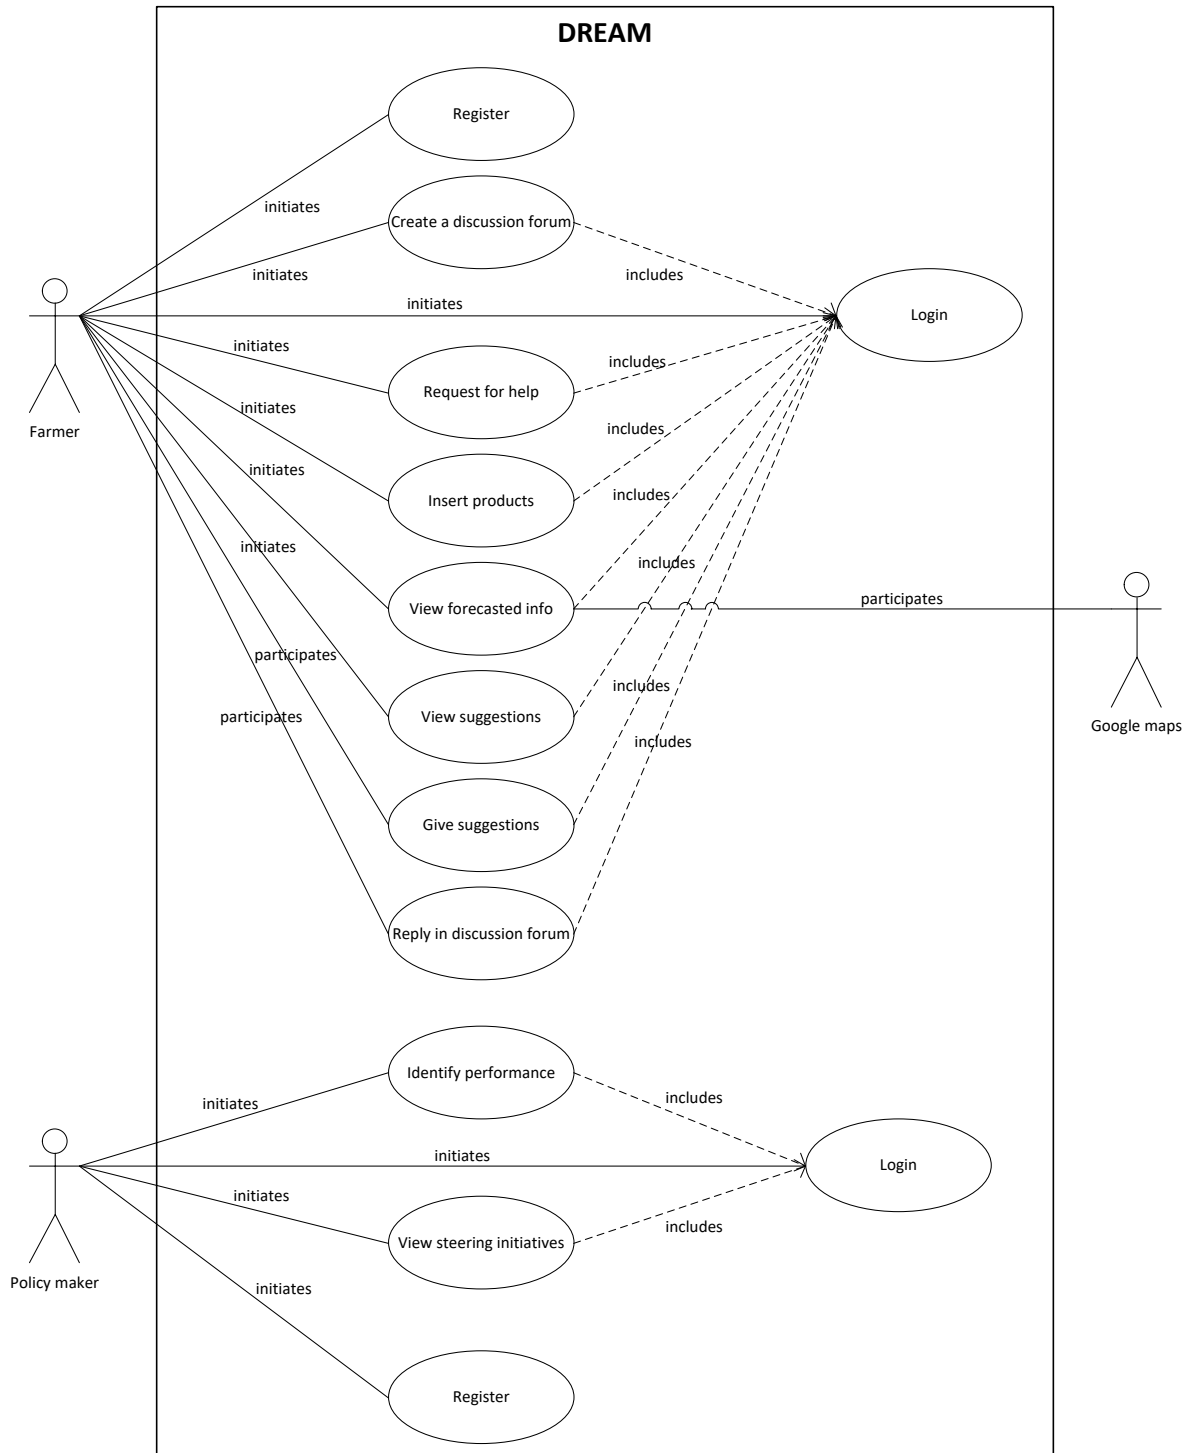 DREAM
Register
initiates
Create a discussion forum
initiates
includes
initiates
Login
initiates
includes
Request for help
Farmer
initiates
includes
initiates
Insert products
includes
initiates
includes
View forecasted info
participates
participates
includes
View suggestions
participates
includes
Google maps
Give suggestions
Reply in discussion forum
Identify performance
initiates
includes
initiates
Login
initiates
includes
View steering initiatives
Policy maker
initiates
Register
includes